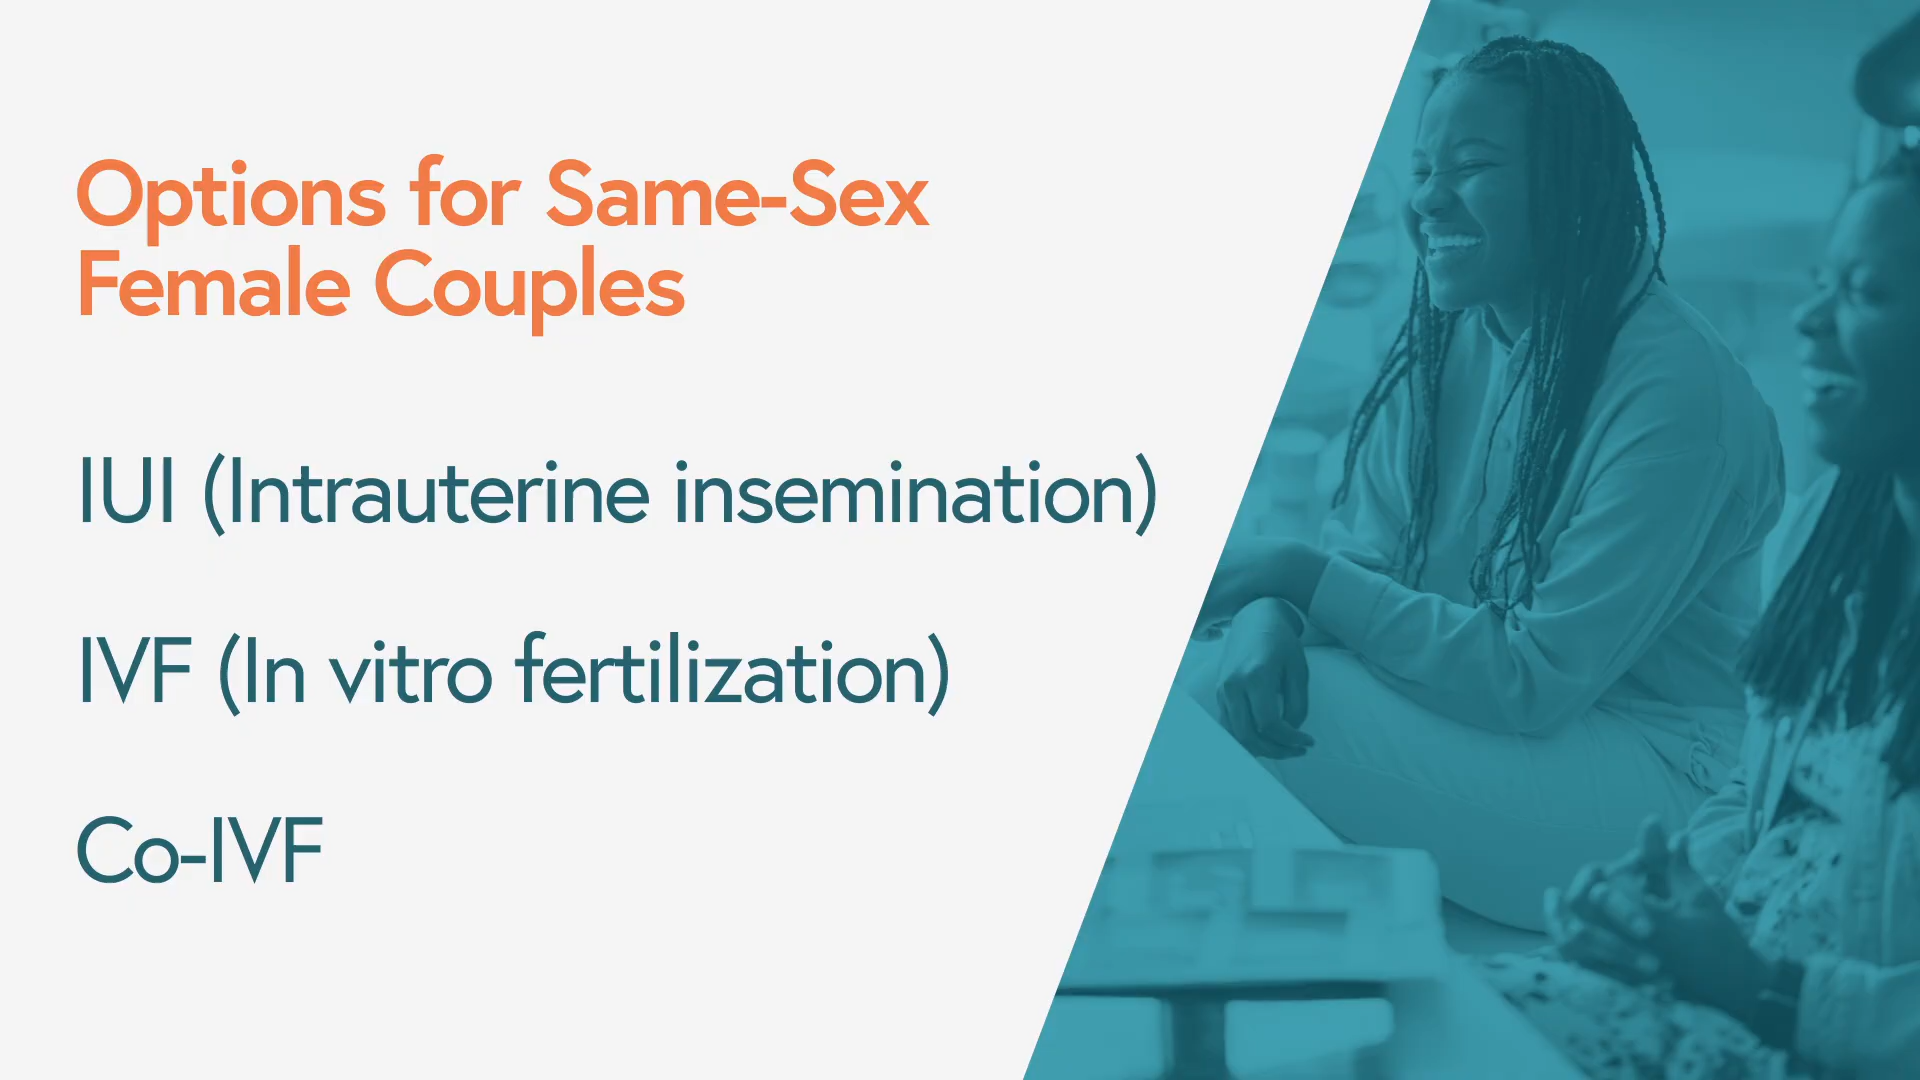 Options for Same-Sex
Female Couples
IUI (Intrauterine insemination)
IVF (In vitro fertilization)
Co-IVF